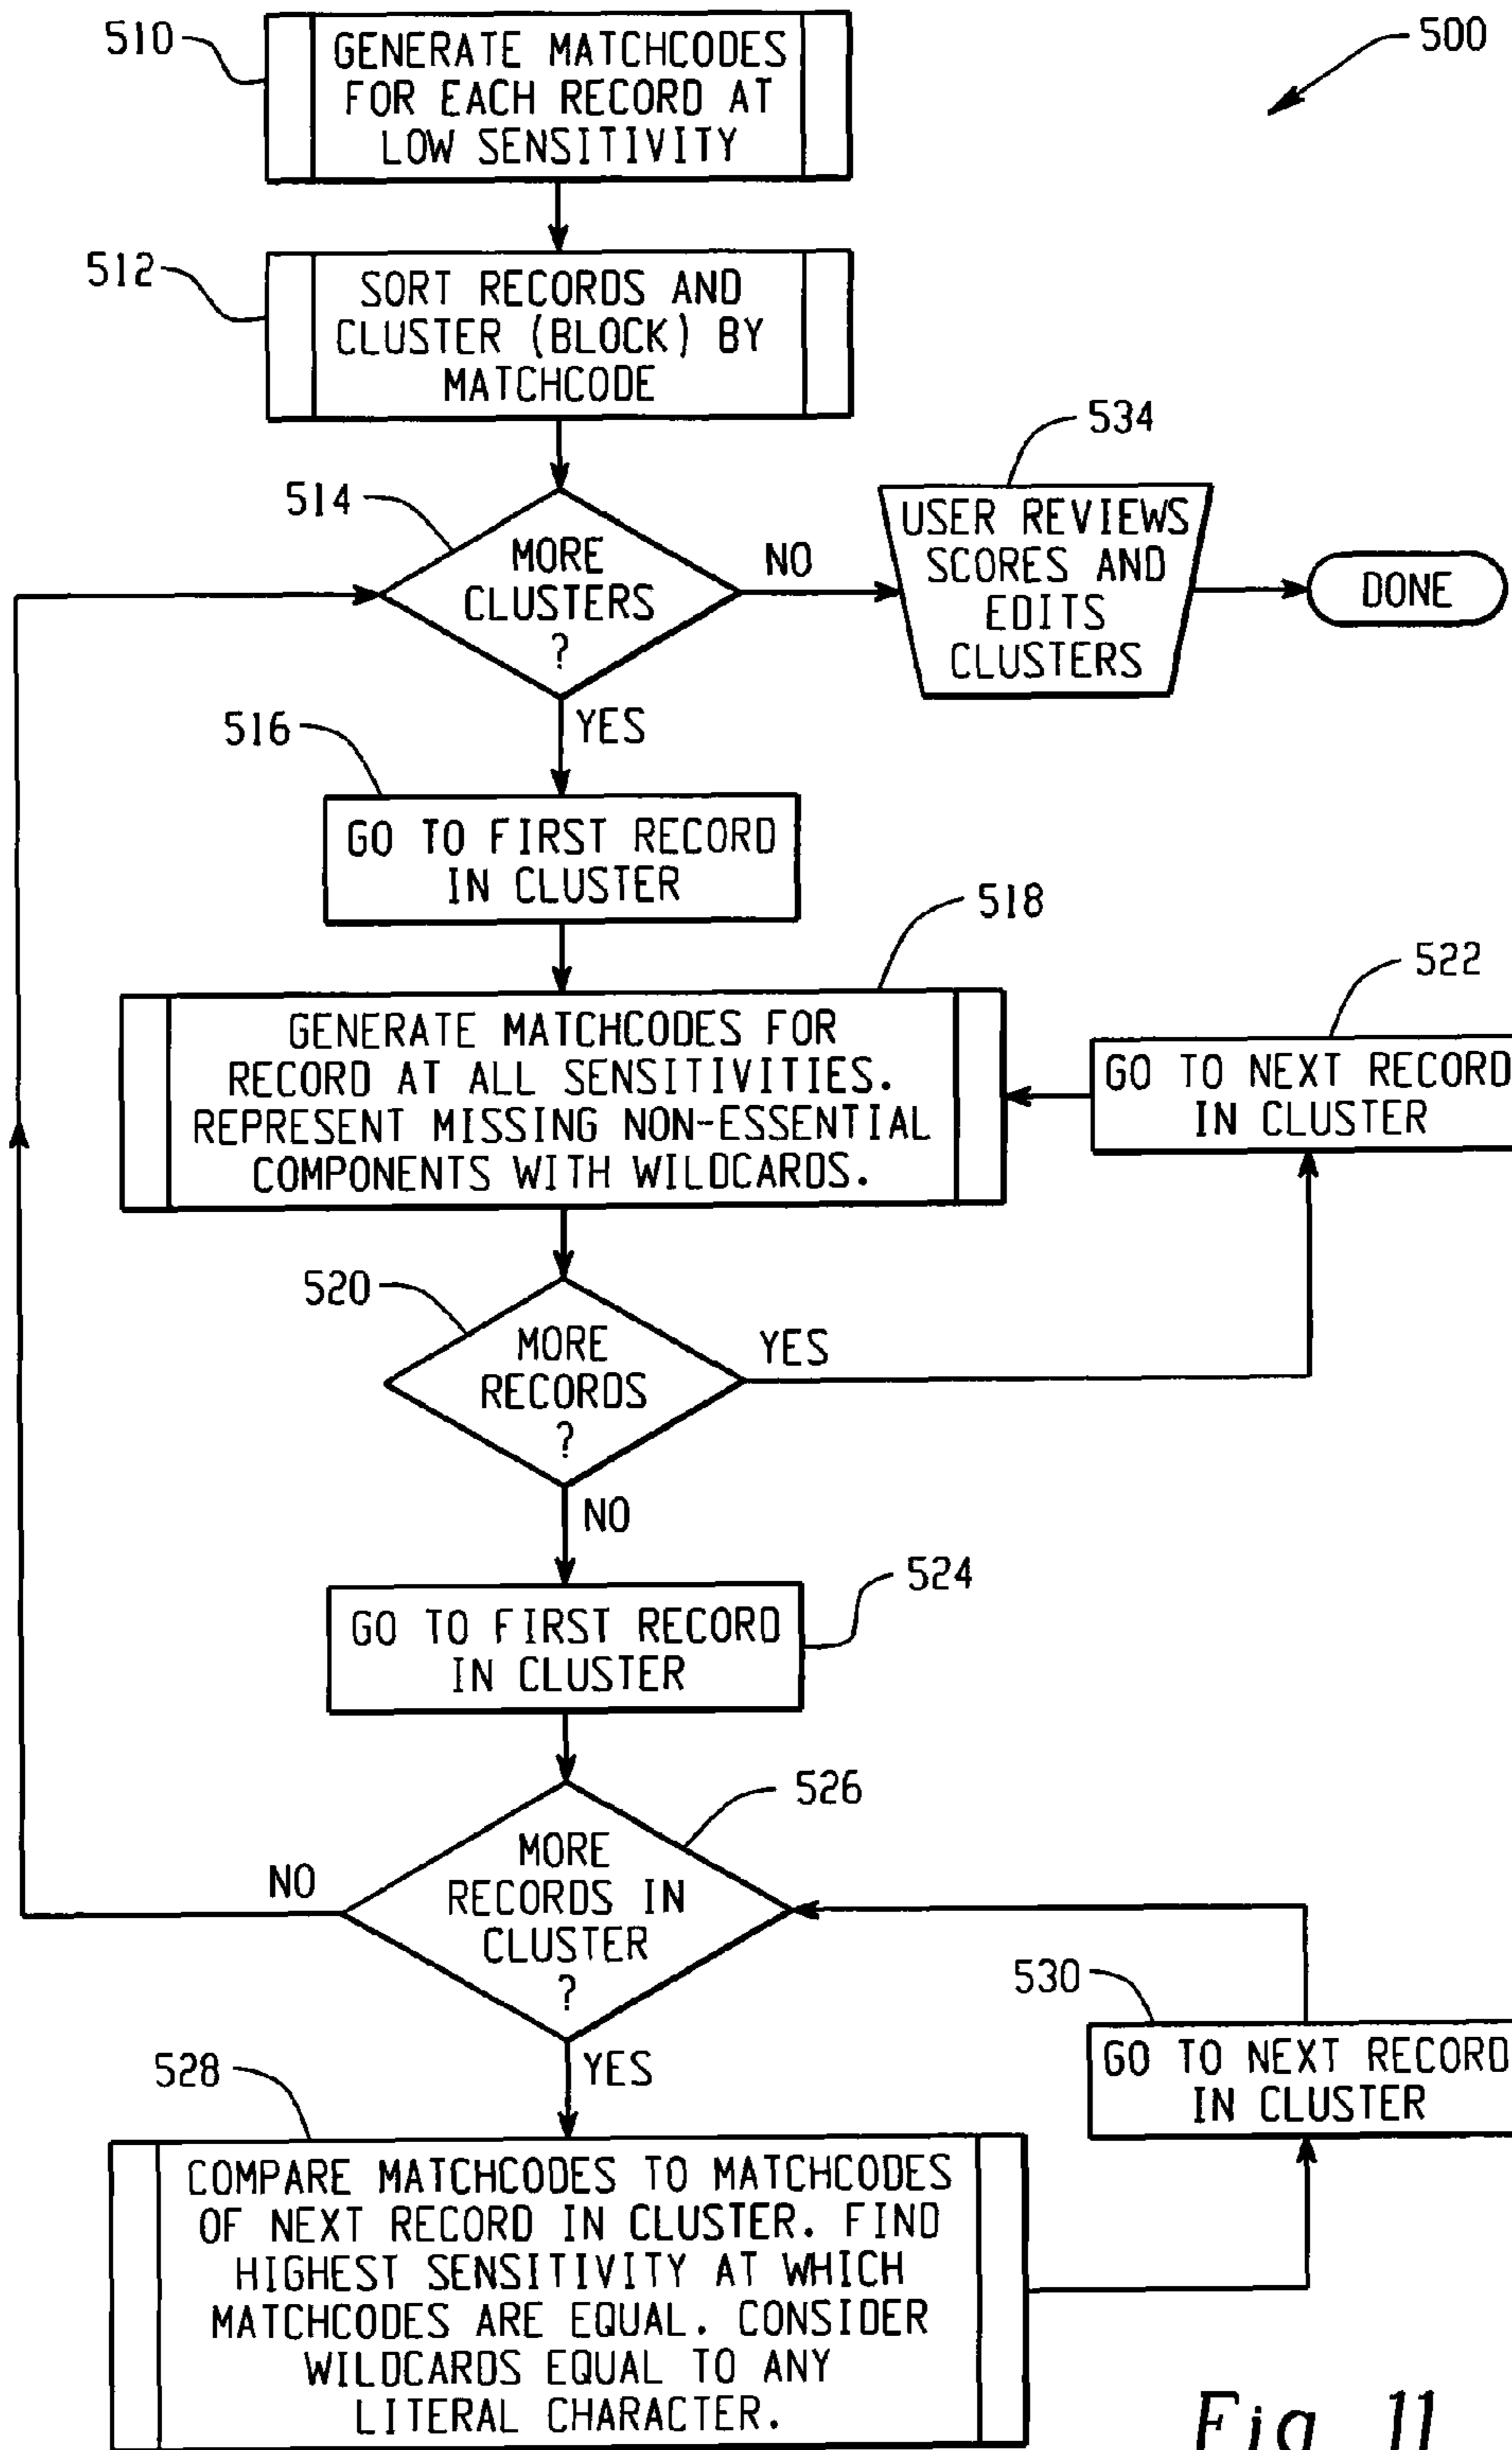 510
GENERATE MATCHCODES
FOR EACH RECORD AT
LOW SENSITIVITY
500
512
SORT RECORDS AND
CLUSTER (BLOCK) BY
MATCHCODE
514
MORE
CLUSTERS
?
NO
534
USER REVIEWS
SCORES AND
EDITS
CLUSTERS
DONE
YES
516
GO TO FIRST RECORD
IN CLUSTER
518
GENERATE MATCHCODES FOR
RECORD AT ALL SENSITIVITIES.
REPRESENT MISSING NON-ESSENTIAL
COMPONENTS WITH WILDCARDS.
522
GO TO NEXT RECORD
IN CLUSTER
520
MORE
RECORDS
?
YES
NO
524
GO TO FIRST RECORD
IN CLUSTER
526
MORE
RECORDS IN
CLUSTER
?
NO
YES
530
GO TO NEXT RECORD
IN CLUSTER
528
COMPARE MATCHCODES TO MATCHCODES
OF NEXT RECORD IN CLUSTER. FIND
HIGHEST SENSITIVITY AT WHICH
MATCHCODES ARE EQUAL. CONSIDER
WILDCARDS EQUAL TO ANY
LITERAL CHARACTER.
Fig. 11